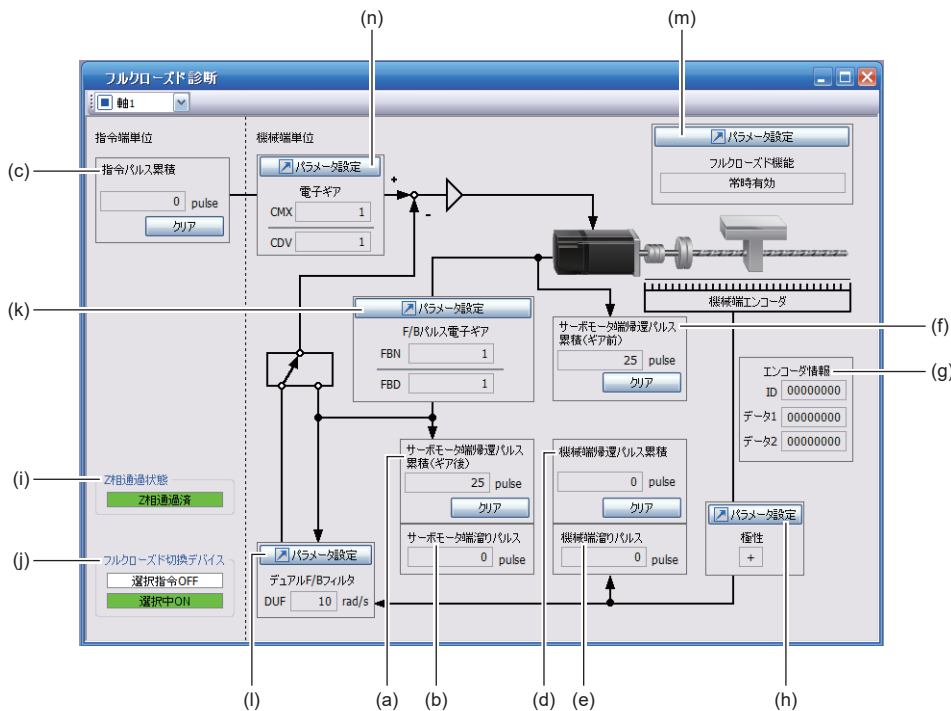 (n)
(m)
フルクローズド診断
軸1
指令端単位
機械端単位
パラメータ設定
(c)
指令パルス累積
パラメータ設定
フルクローズド機能
常時有効
電子ギア
0 pulse
クリア
CMX 1
CDV 1
+
-
機械端エンコーダ
(k)
パラメータ設定
F/Bパルス電子ギア
FBN 1
FBD 1
サーボモータ端帰還パルス
累積(ギア前)
(f)
25 pulse
クリア
エンコーダ情報
(g)
ID 00000000
データ1 00000000
データ2 00000000
サーボモータ端帰還パルス
累積(ギア後)
25 pulse
クリア
サーボモータ端溜りパルス
0 pulse
機械端帰還パルス累積
0 pulse
クリア
機械端溜りパルス
0 pulse
(i)
Z相通過状態
Z相通過済
パラメータ設定
極性
+
(j)
フルクローズド切換デバイス
選択指令OFF
選択中ON
パラメータ設定
デュアルF/Bフィルタ
DUF 10 rad/s
(l)
(a)
(b)
(d)
(e)
(h)